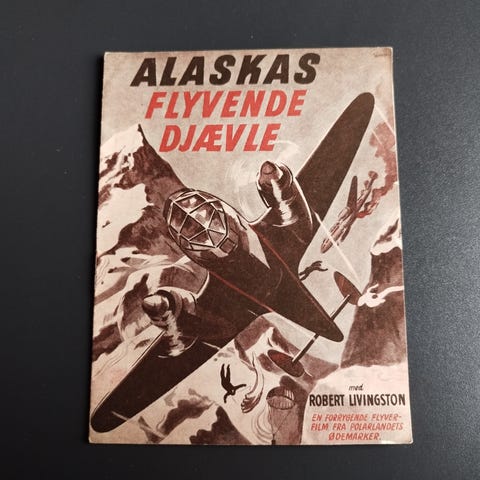 ALASKAS
FLYVENDE
DJÆVLE
med
ROBERT LIVINGSTON
EN FORRYGENDE FLYVER-
FILM FRA POLARLANDETS
ØDEMARKER.